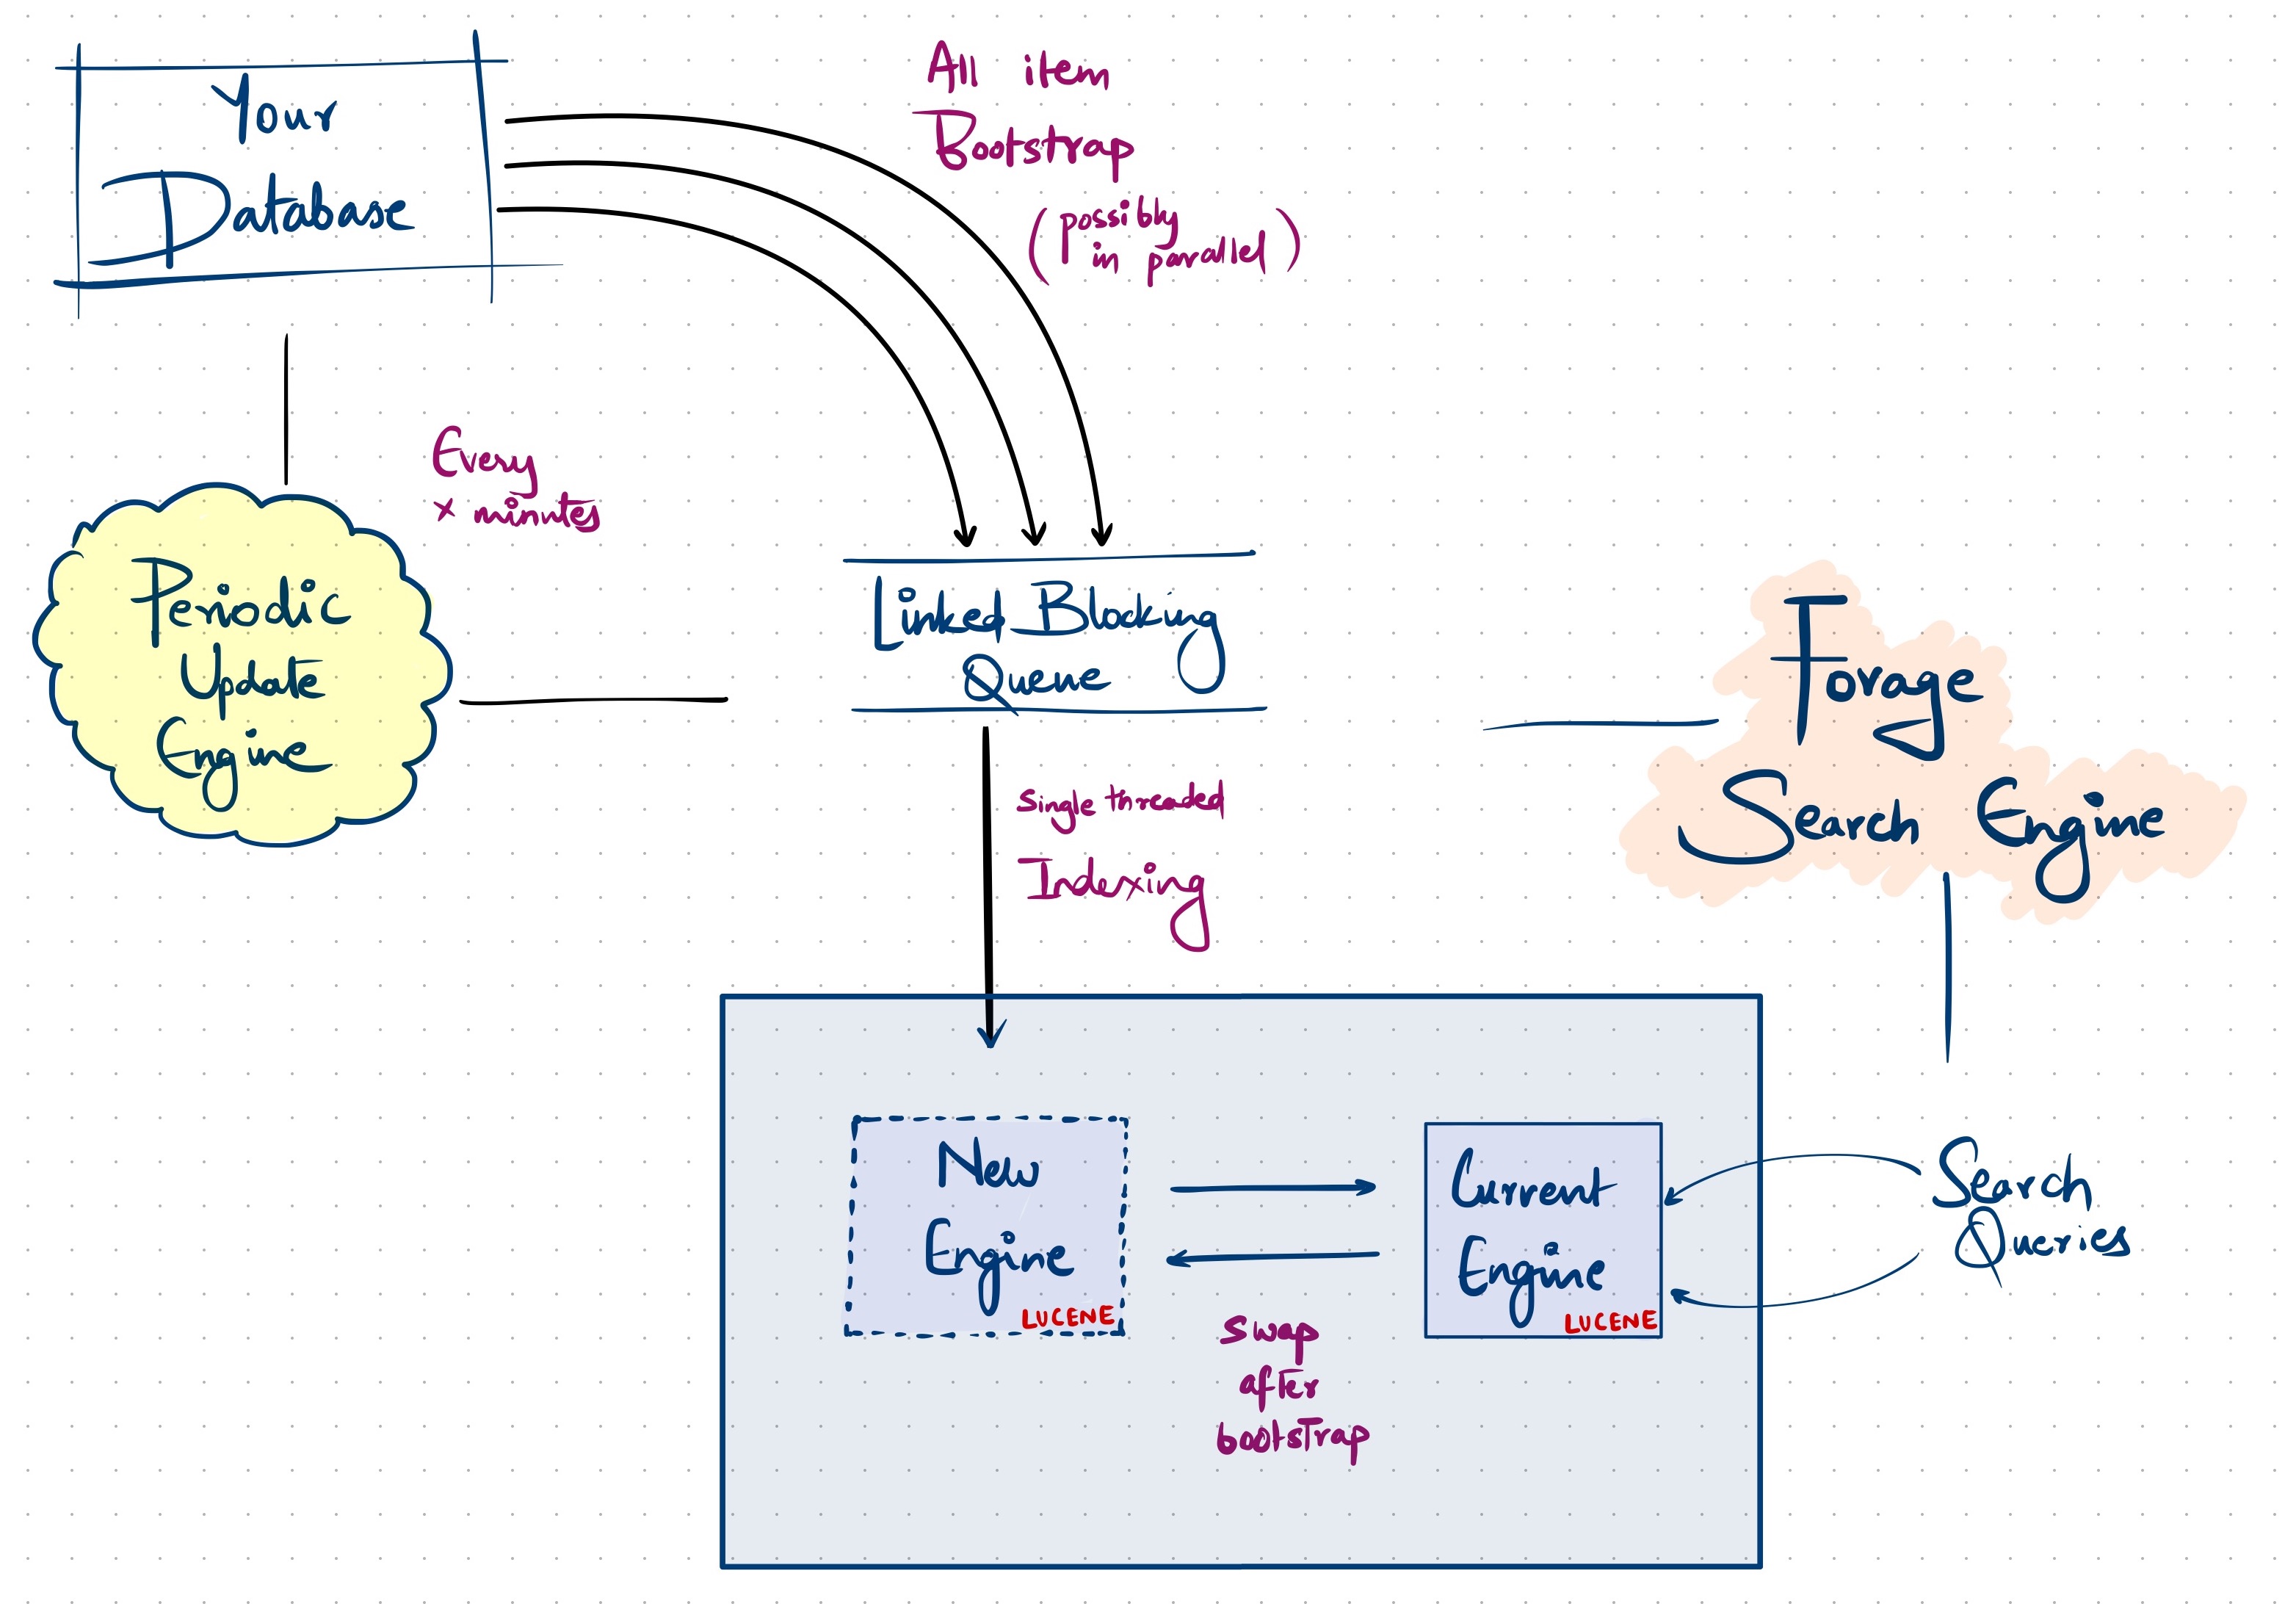 Your
Database
All item
Bootstrap
(possibly
in parallel)
Every
x minutes
Periodic
Update
Engine
Linked Blocking
Queue
Forage
Search Engine
Single threaded
Indexing
New
Engine
LUCENE
Current
Engine
LUCENE
Swap
after
bootstrap
Search
Queries